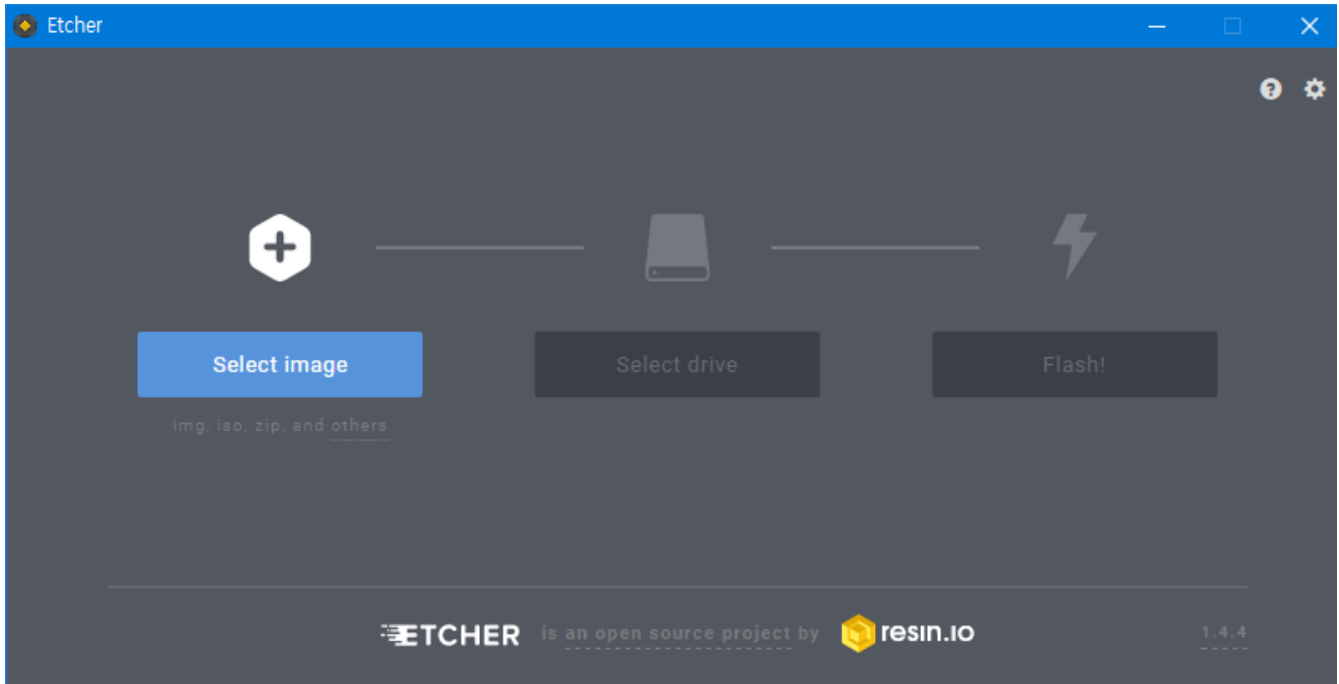 Etcher
Select image
Select drive
Flash!
img, iso, zip, and others
ETCHER is an open source project by resin.io
1.4.4